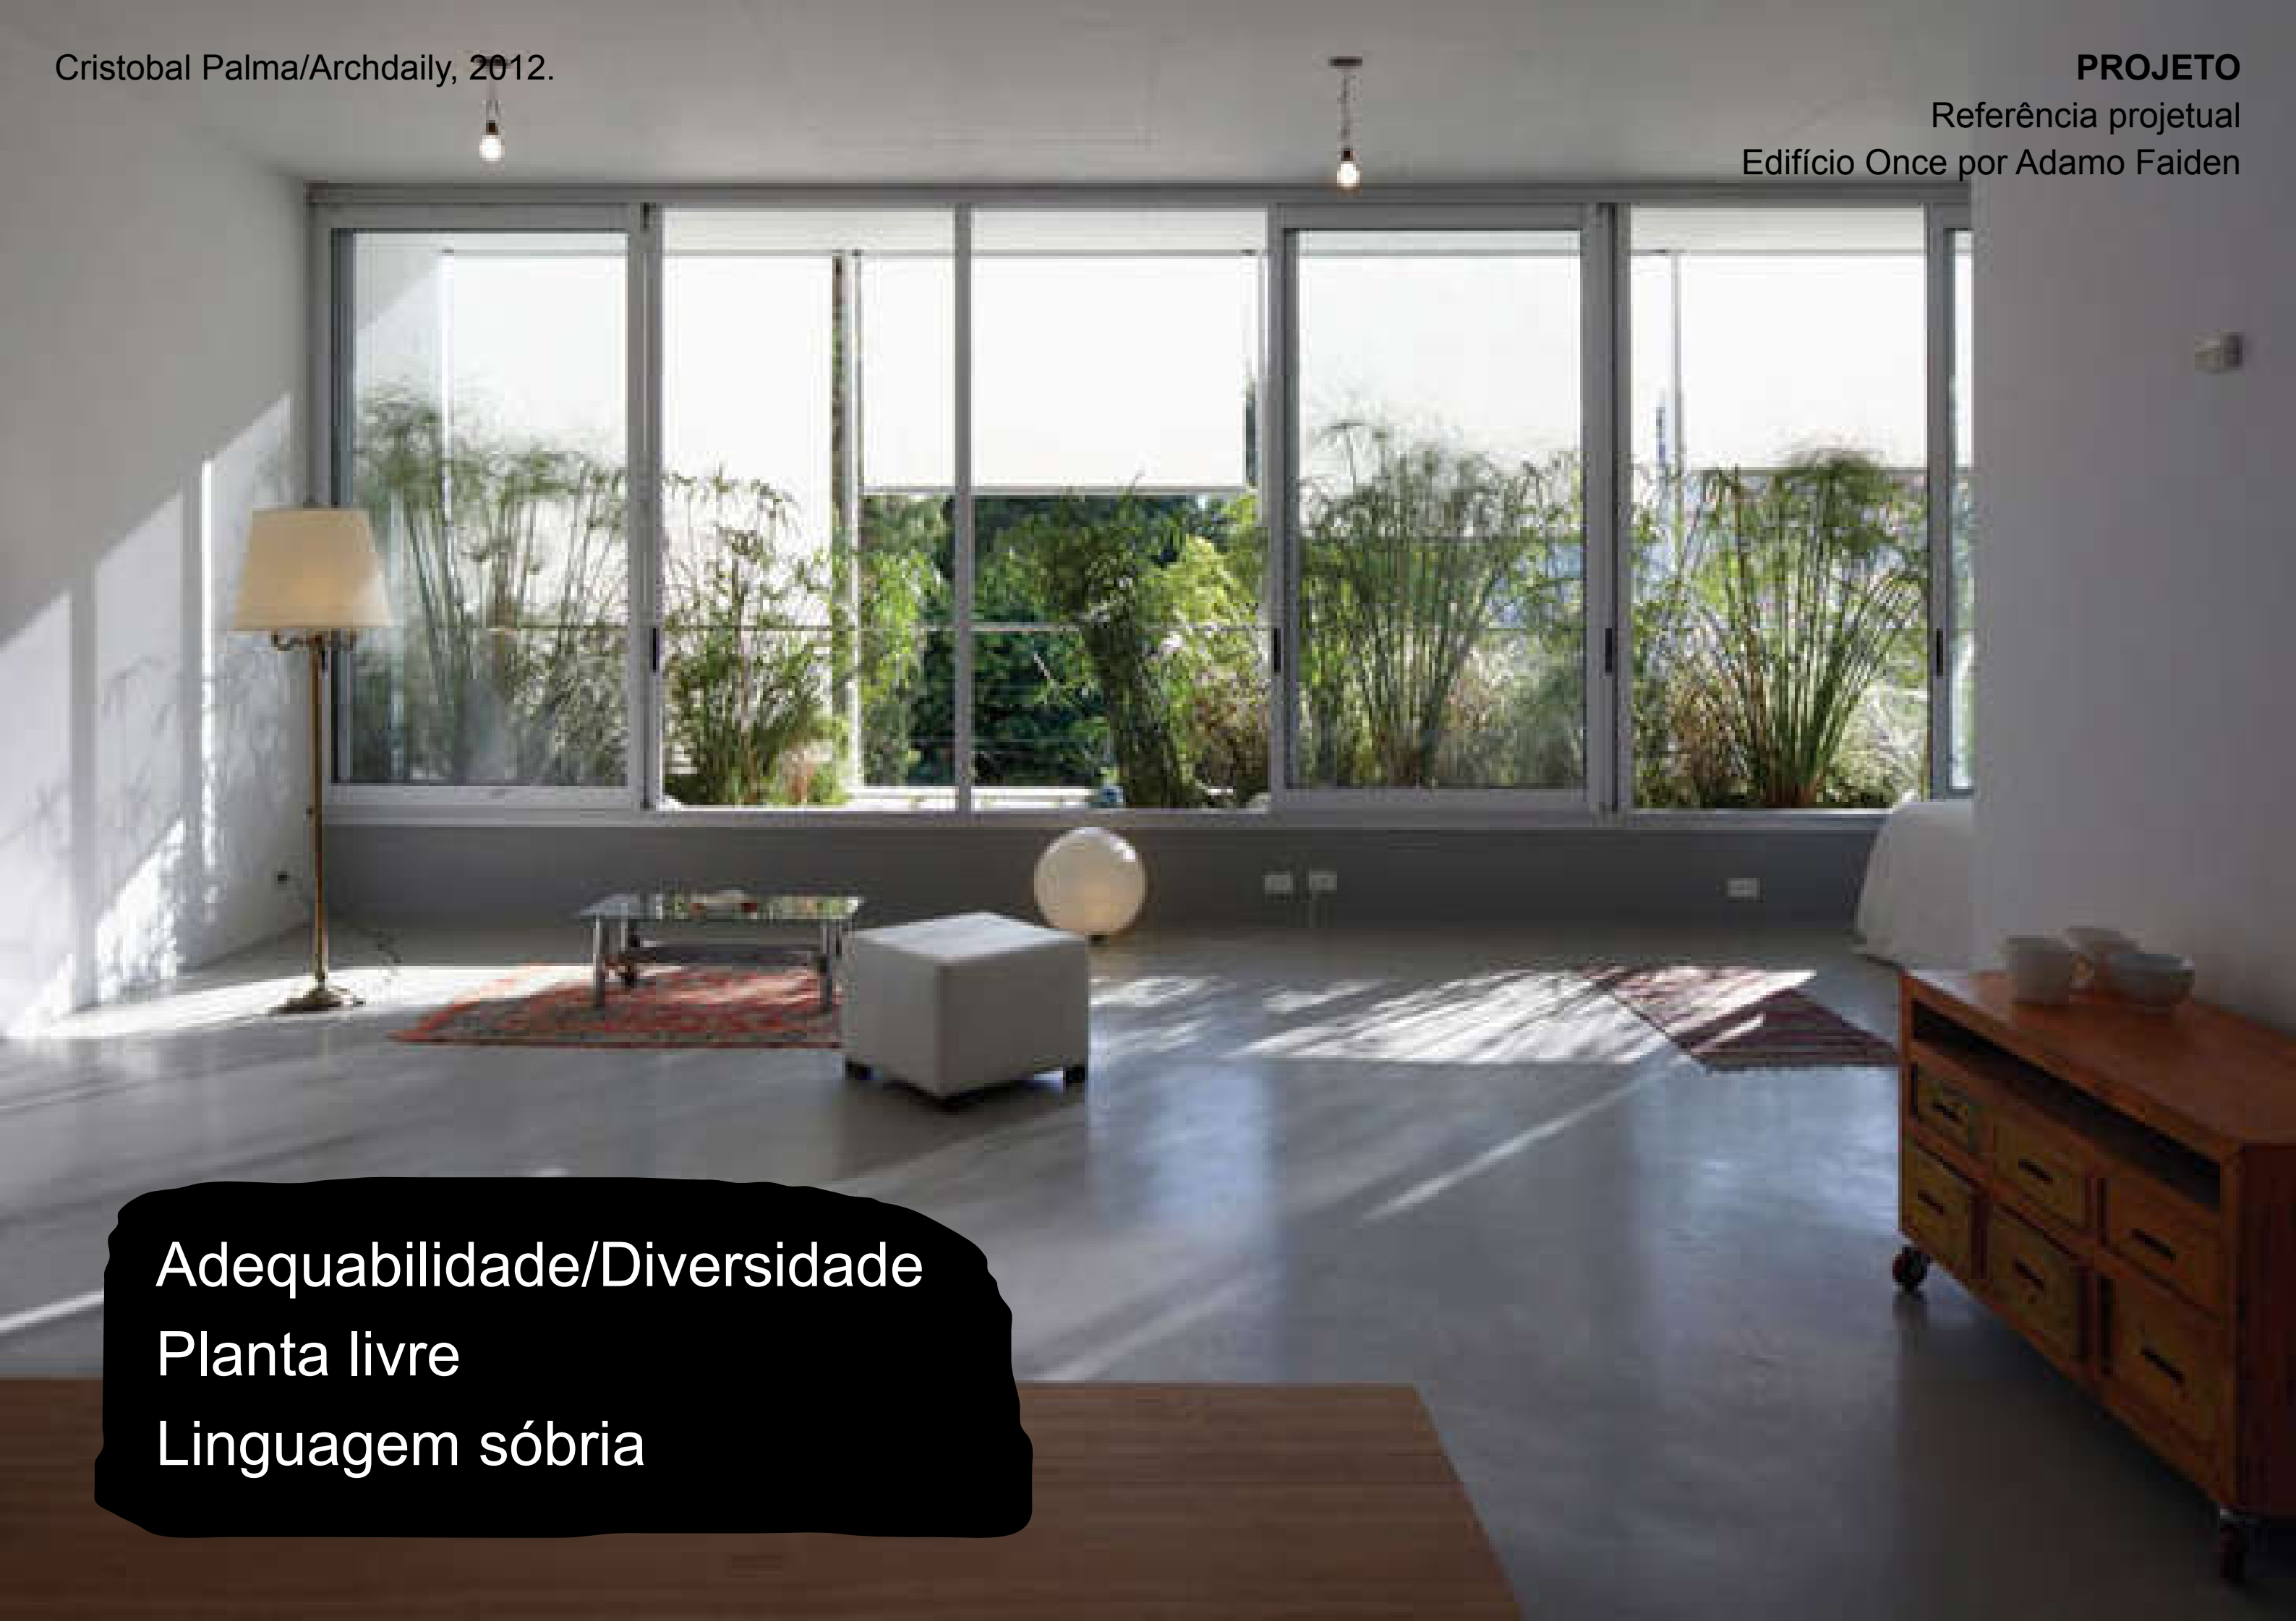 Cristobal Palma/Archdaily, 2012.
PROJETO
Referência projetual
Edifício Once por Adamo Faiden
Adequabilidade/Diversidade
Planta livre
Linguagem sóbria